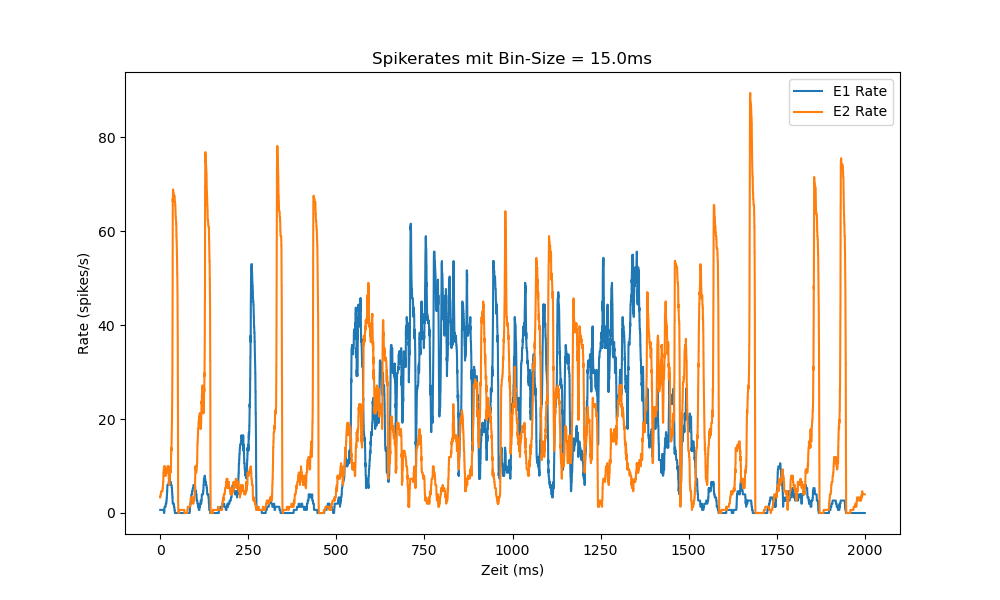 Spikerates mit Bin-Size = 15.0ms
E1 Rate
E2 Rate
Rate (spikes/s)
80
60
40
20
0
0 250 500 750 1000 1250 1500 1750 2000
Zeit (ms)